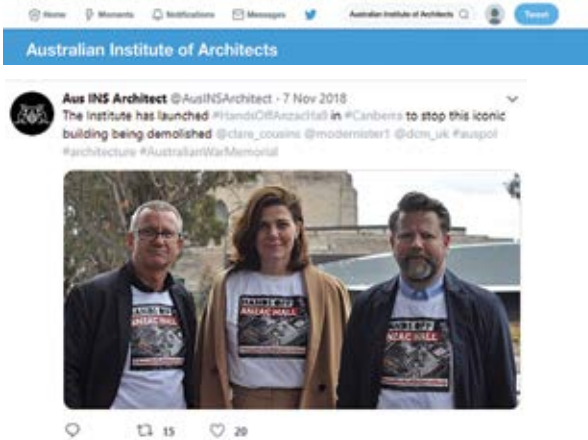 Home Moments Notifications Messages Australian Institute of Architects Tweet
Australian Institute of Architects
Aus INS Architect @AusINSArchitect - 7 Nov 2018
The Institute has launched #HandsOffAnzacHall in #Canberra to stop this iconic
building being demolished @clare_cousins @modernister1 @dcm_uk #auspol
#architecture #AustralianWarMemorial
HANDS OFF
ANZAC HALL
HANDS OFF
ANZAC HALL
HANDS OFF
ANZAC HALL
15 20